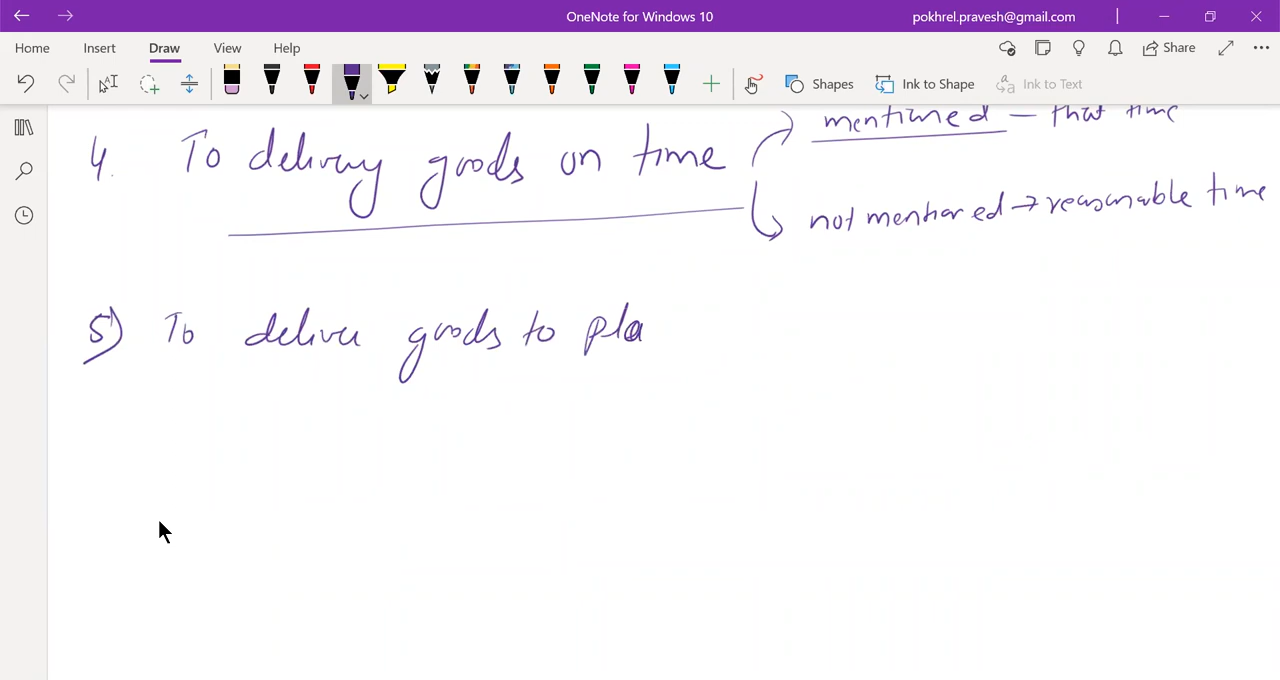 OneNote for Windows 10
pokhrel.pravesh@gmail.com
Home Insert Draw View Help
Share
Shapes Ink to Shape Ink to Text
mentioned — that time
4. To delivery goods on time
not mentioned → reasonable time
5) To deliver goods to pla